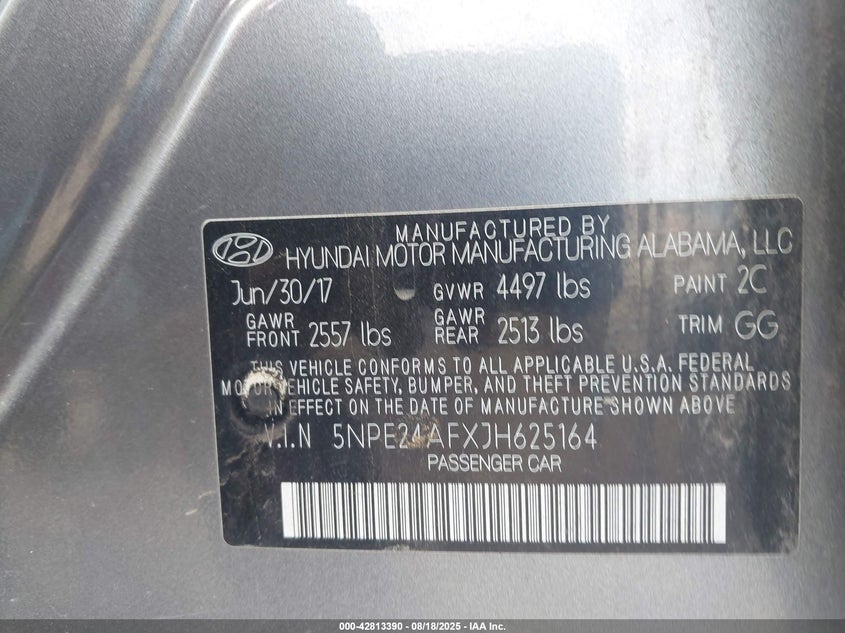 MANUFACTURED BY
HYUNDAI MOTOR MANUFACTURING ALABAMA, LLC
Jun/30/17 GVWR 4497 lbs PAINT 2C
GAWR FRONT 2557 lbs GAWR REAR 2513 lbs TRIM GG
THIS VEHICLE CONFORMS TO ALL APPLICABLE U.S.A. FEDERAL
MOTOR VEHICLE SAFETY, BUMPER, AND THEFT PREVENTION STANDARDS
IN EFFECT ON THE DATE OF MANUFACTURE SHOWN ABOVE
V.I.N 5NPE24AFXJH625164
PASSENGER CAR
000-42813390 - 08/18/2025 - IAA Inc.